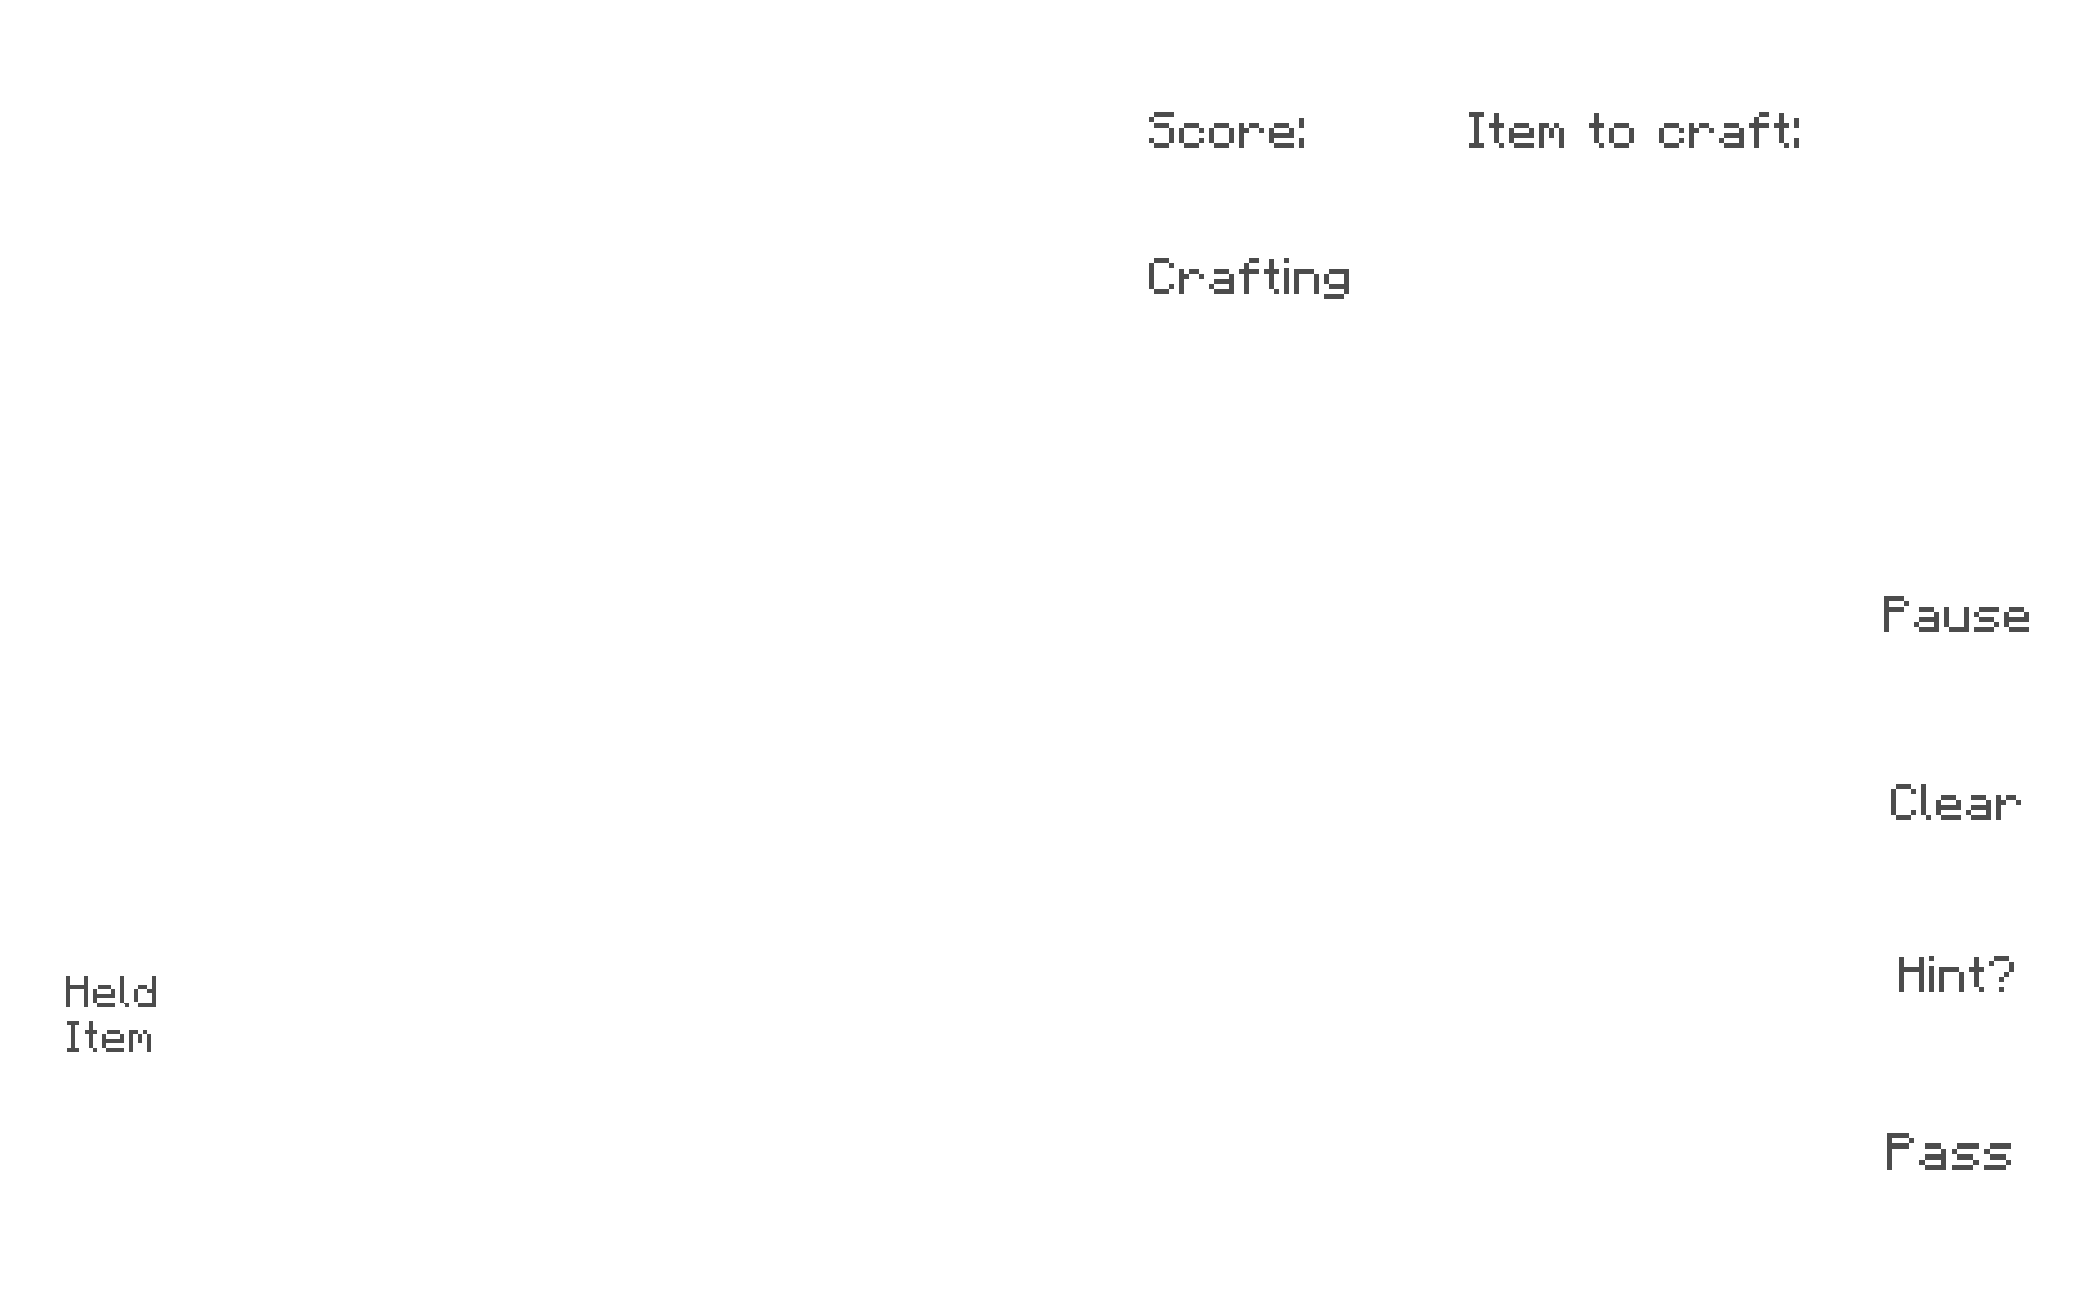 Score:
Item to craft:
Crafting
Pause
Clear
Held
Item
Hint?
Pass